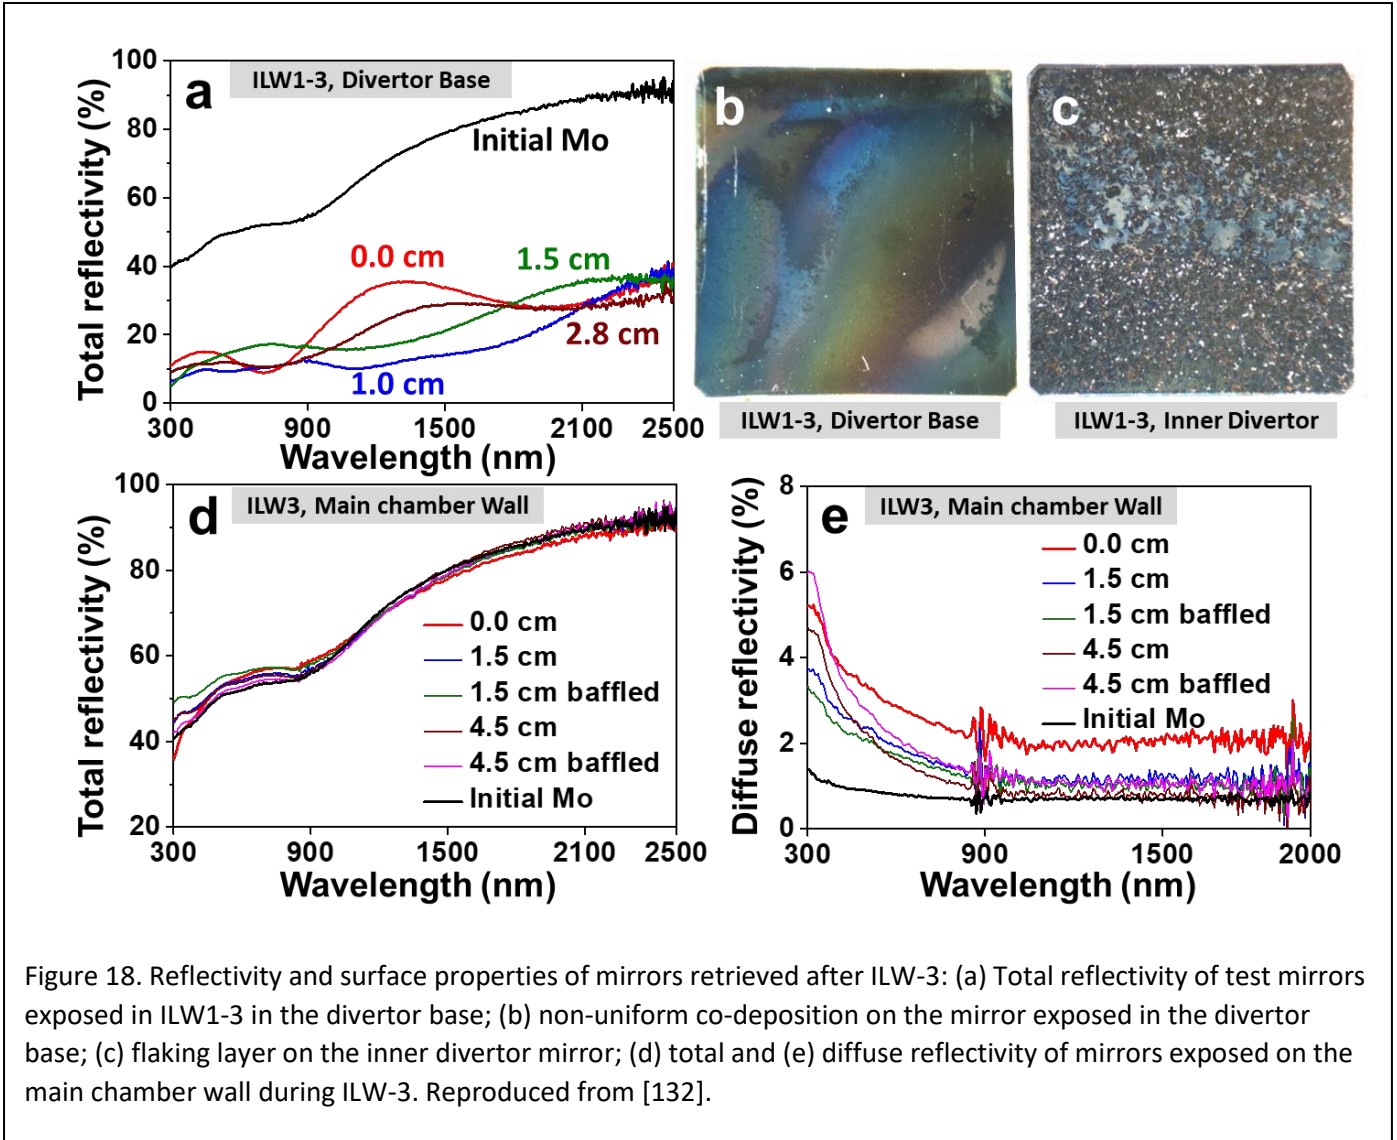 a
ILW1-3, Divertor Base
Total reflectivity (%)
100
80
60
40
20
0
Initial Mo
0.0 cm
1.5 cm
2.8 cm
1.0 cm
300
900
1500
2100
2500
Wavelength (nm)
b
ILW1-3, Divertor Base
c
ILW1-3, Inner Divertor
d
ILW3, Main chamber Wall
Total reflectivity (%)
100
80
60
40
20
0.0 cm
1.5 cm
1.5 cm baffled
4.5 cm
4.5 cm baffled
Initial Mo
300
900
1500
2100
2500
Wavelength (nm)
e
ILW3, Main chamber Wall
Diffuse reflectivity (%)
8
6
4
2
0
0.0 cm
1.5 cm
1.5 cm baffled
4.5 cm
4.5 cm baffled
Initial Mo
300
900
1500
2000
Wavelength (nm)
Figure 18. Reflectivity and surface properties of mirrors retrieved after ILW-3: (a) Total reflectivity of test mirrors
exposed in ILW1-3 in the divertor base; (b) non-uniform co-deposition on the mirror exposed in the divertor
base; (c) flaking layer on the inner divertor mirror; (d) total and (e) diffuse reflectivity of mirrors exposed on the
main chamber wall during ILW-3. Reproduced from [132].